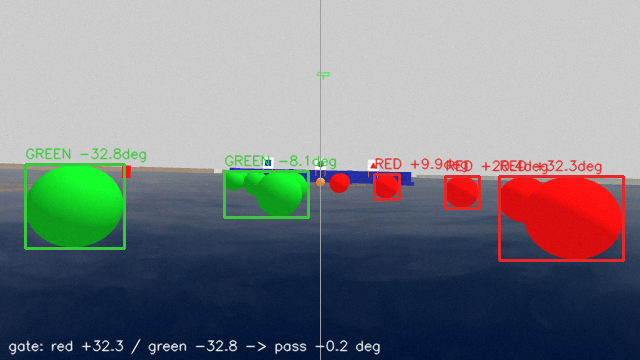 GREEN -32.8deg
GREEN -8.1deg
RED +9.9deg
RED +32.3deg
gate: red +32.3 / green -32.8 -> pass -0.2 deg